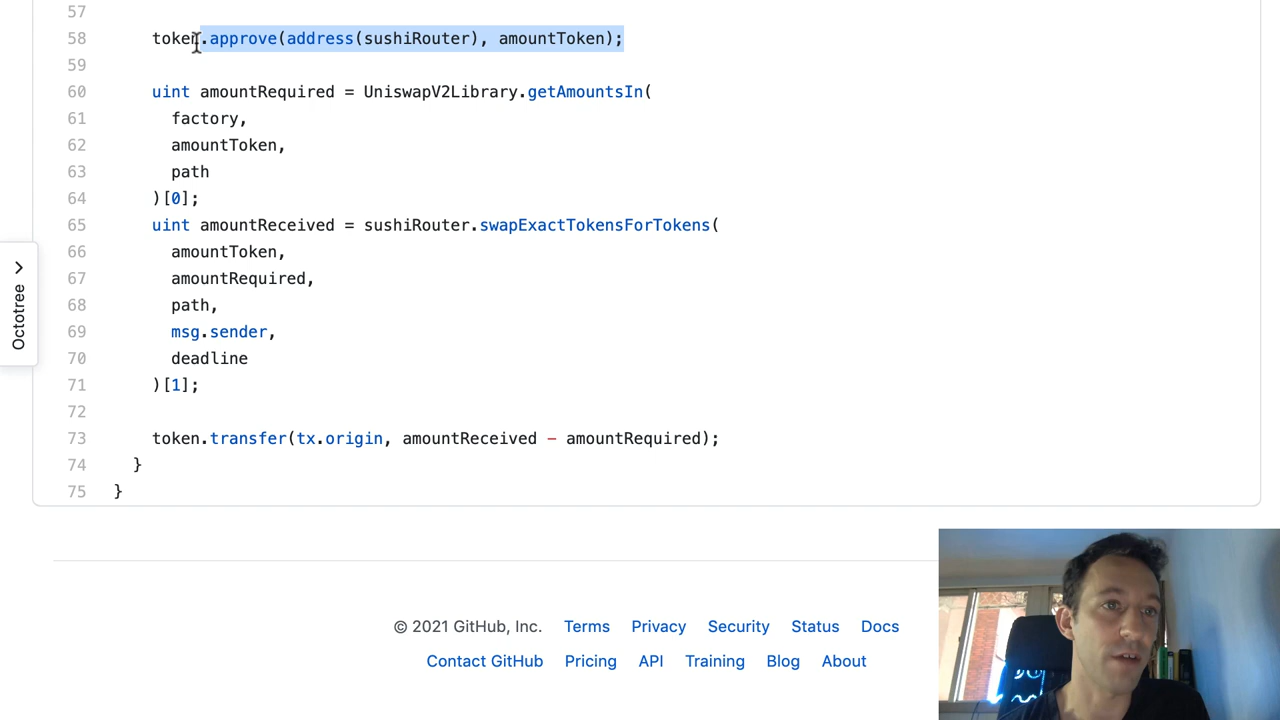 57
58 token.approve(address(sushiRouter), amountToken);
59
60 uint amountRequired = UniswapV2Library.getAmountsIn(
61 factory,
62 amountToken,
63 path
64 )[0];
65 uint amountReceived = sushiRouter.swapExactTokensForTokens(
66 amountToken,
67 amountRequired,
68 path,
69 msg.sender,
70 deadline
71 )[1];
72
73 token.transfer(tx.origin, amountReceived - amountRequired);
74 }
75 }
Octotree
© 2021 GitHub, Inc. Terms Privacy Security Status Docs
Contact GitHub Pricing API Training Blog About